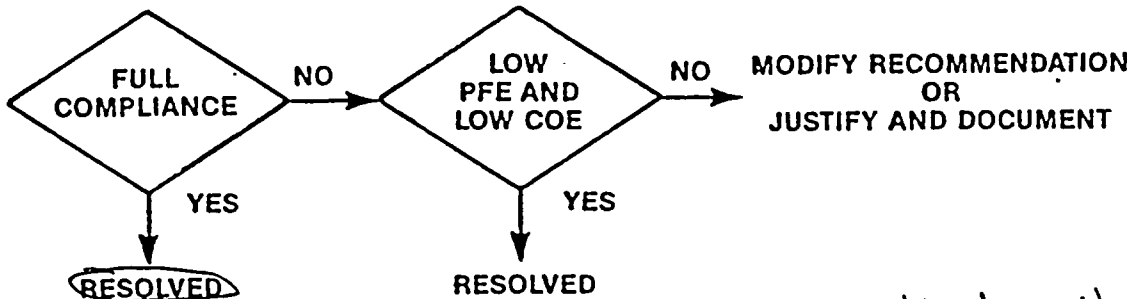 FULL
COMPLIANCE
NO
LOW
PFE AND
LOW COE
NO
MODIFY RECOMMENDATION
OR
JUSTIFY AND DOCUMENT
YES
YES
RESOLVED
RESOLVED